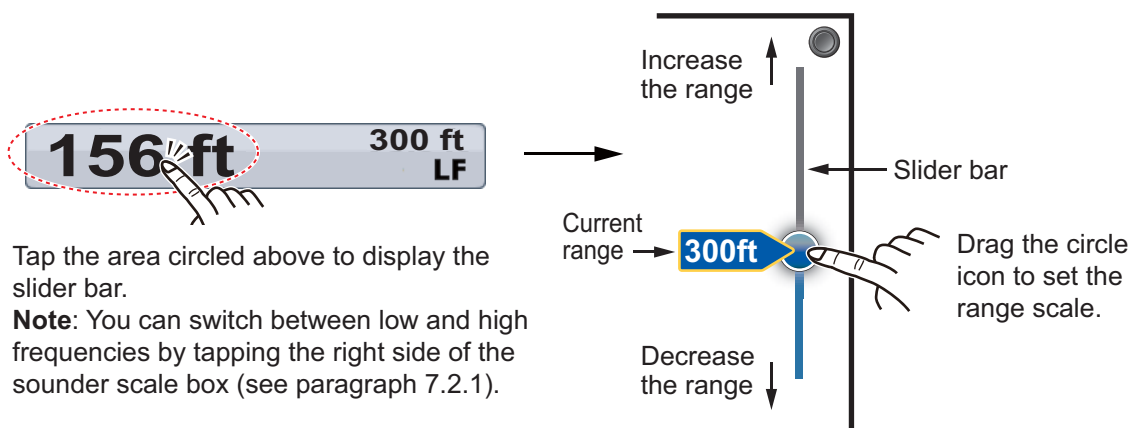 156 ft
300 ft
LF
Tap the area circled above to display the
slider bar.
Note: You can switch between low and high
frequencies by tapping the right side of the
sounder scale box (see paragraph 7.2.1).
Increase
the range
Slider bar
Current
range
300ft
Drag the circle
icon to set the
range scale.
Decrease
the range